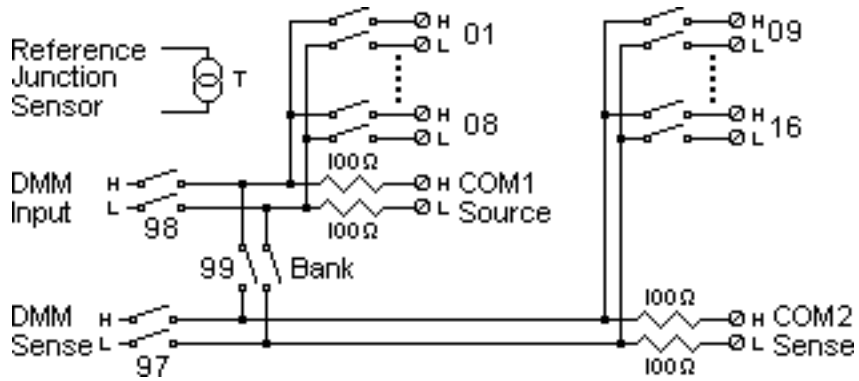 H
01
L
H
09
L
Reference
Junction
Sensor
T
H
08
L
H
16
L
100Ω
DMM H
H COM1
Input L
L Source
98
100Ω
99
Bank
100Ω
DMM H
H COM2
Sense L
L Sense
97
100Ω